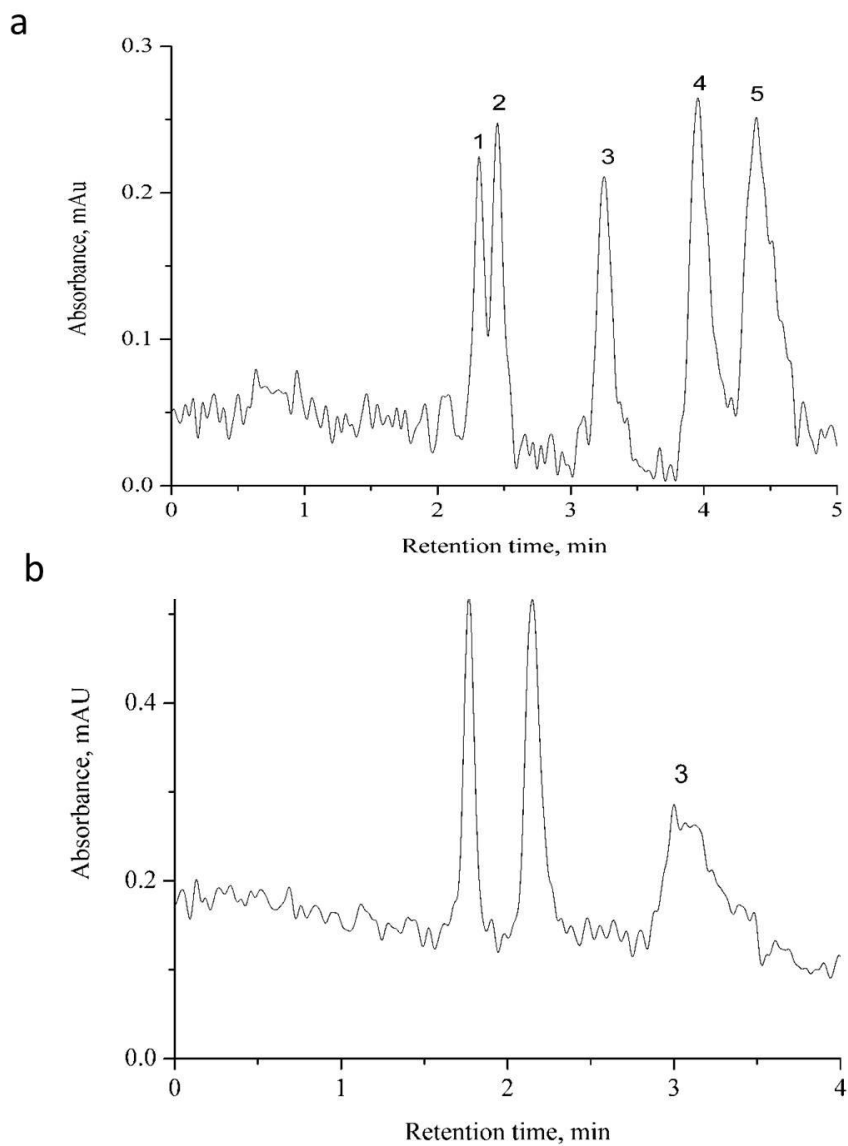 a
0.3
0.2
0.1
0.0
Absorbance, mAu
1
2
3
4
5
0 1 2 3 4 5
Retention time, min
b
0.4
0.2
0.0
Absorbance, mAU
3
0 1 2 3 4
Retention time, min